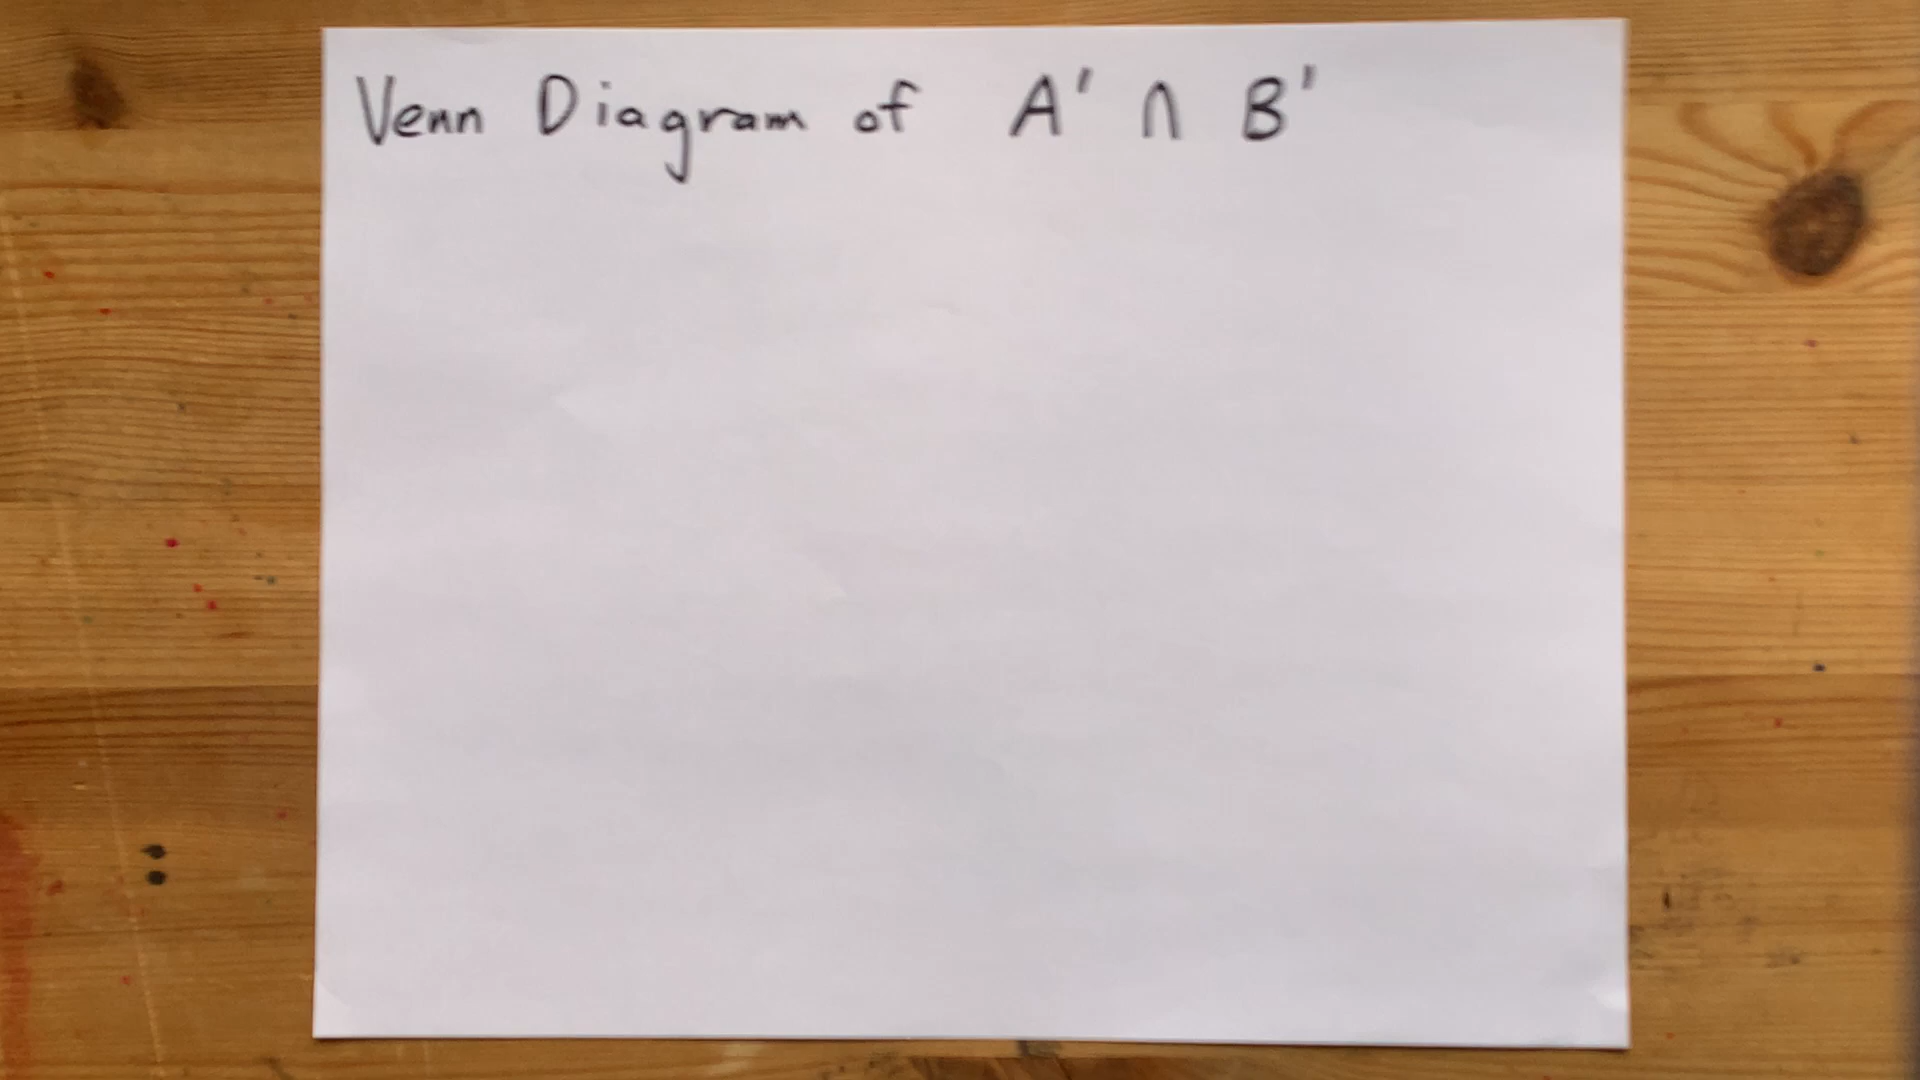 Venn Diagram of A' ∩ B'